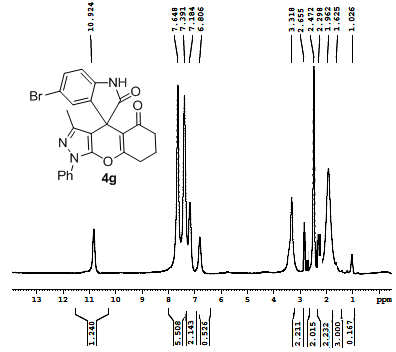 10.924
7.648
7.391
7.184
6.806
3.318
2.655
2.472
2.298
1.962
1.625
1.026
NH
Br
O
O
N
N
O
Ph
4g
13 11 10 8 7 6 5 4 3 2 1 ppm
1.240
5.508
2.143
0.526
2.211
2.015
2.232
3.000
0.167